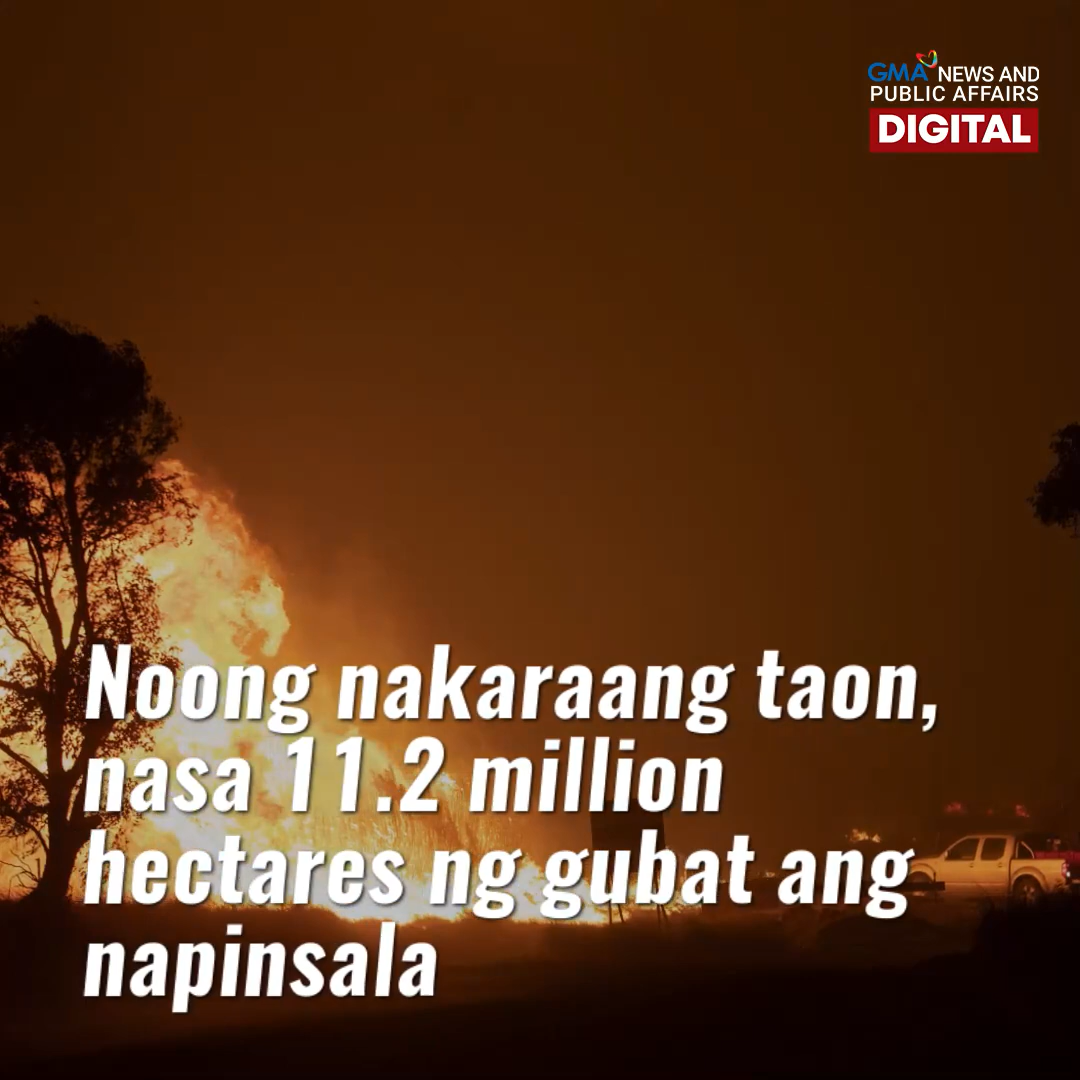 GMA NEWS AND
PUBLIC AFFAIRS
DIGITAL
Noong nakaraang taon,
nasa 11.2 million
hectares ng gubat ang
napinsala